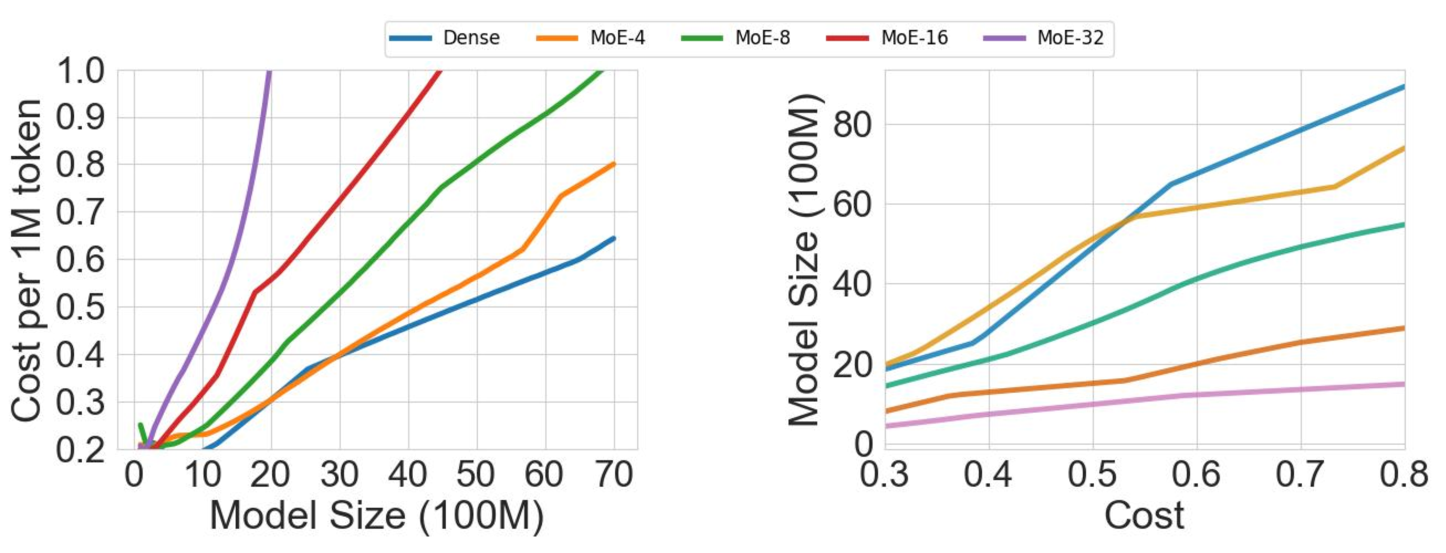 Dense MoE-4 MoE-8 MoE-16 MoE-32
Cost per 1M token
1.0
0.9
0.8
0.7
0.6
0.5
0.4
0.3
0.2
0 10 20 30 40 50 60 70
Model Size (100M)
Model Size (100M)
80
60
40
20
0
0.3 0.4 0.5 0.6 0.7 0.8
Cost